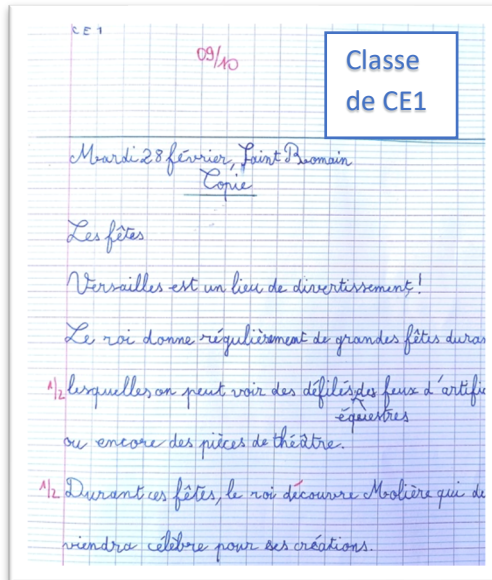 CE1
09/10
Classe
de CE1
Mardi 28 février, Saint Romain
Copie
Les fêtes
Versailles est un lieu de divertissement !
Le roi donne régulièrement de grandes fêtes duran
1/2 lesquelles on peut voir des défilés, des feux d'artifi
équestres
ou encore des pièces de théâtre.
1/2 Durant ces fêtes, le roi découvre Molière qui de
viendra célèbre pour ses créations.